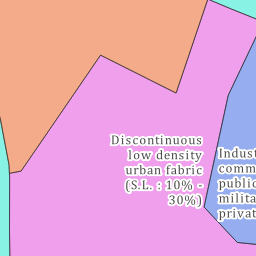 Discontinuous
low density
urban fabric
(S.L. : 10% -
30%)
Indust
comm
public
milita
privat